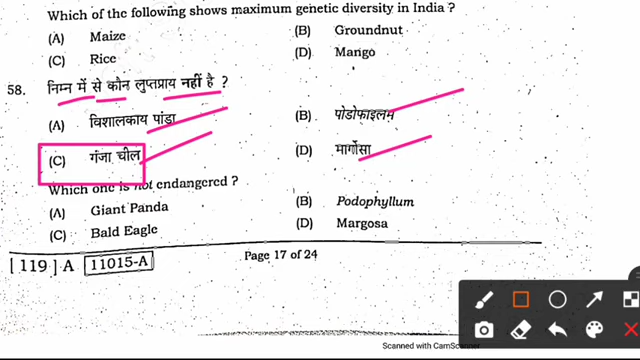 Which of the following shows maximum genetic diversity in India ?
(A) Maize (B) Groundnut
(C) Rice (D) Mango
58. निम्न में से कौन लुप्तप्राय नहीं है ?
(A) विशालकाय पांडा (B) पोडोफाइलम
(C) गंजा चील (D) मार्गोसा
Which one is not endangered ?
(A) Giant Panda (B) Podophyllum
(C) Bald Eagle (D) Margosa
[ 119 ] A 11015-A Page 17 of 24
Scanned with CamScanner